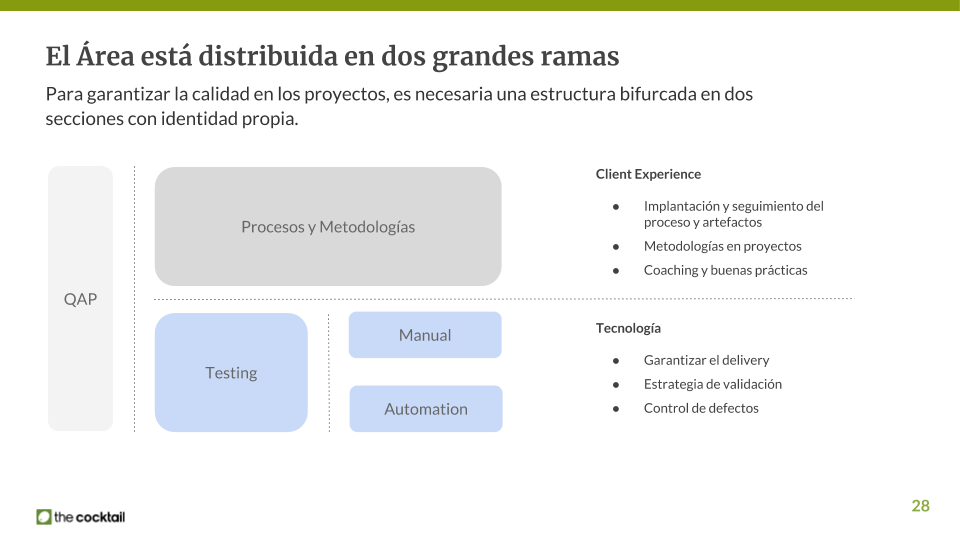 El Área está distribuida en dos grandes ramas
Para garantizar la calidad en los proyectos, es necesaria una estructura bifurcada en dos
secciones con identidad propia.
QAP
Procesos y Metodologías
Testing
Manual
Automation
Client Experience
● Implantación y seguimiento del
proceso y artefactos
● Metodologías en proyectos
● Coaching y buenas prácticas
Tecnología
● Garantizar el delivery
● Estrategia de validación
● Control de defectos
the cocktail
28